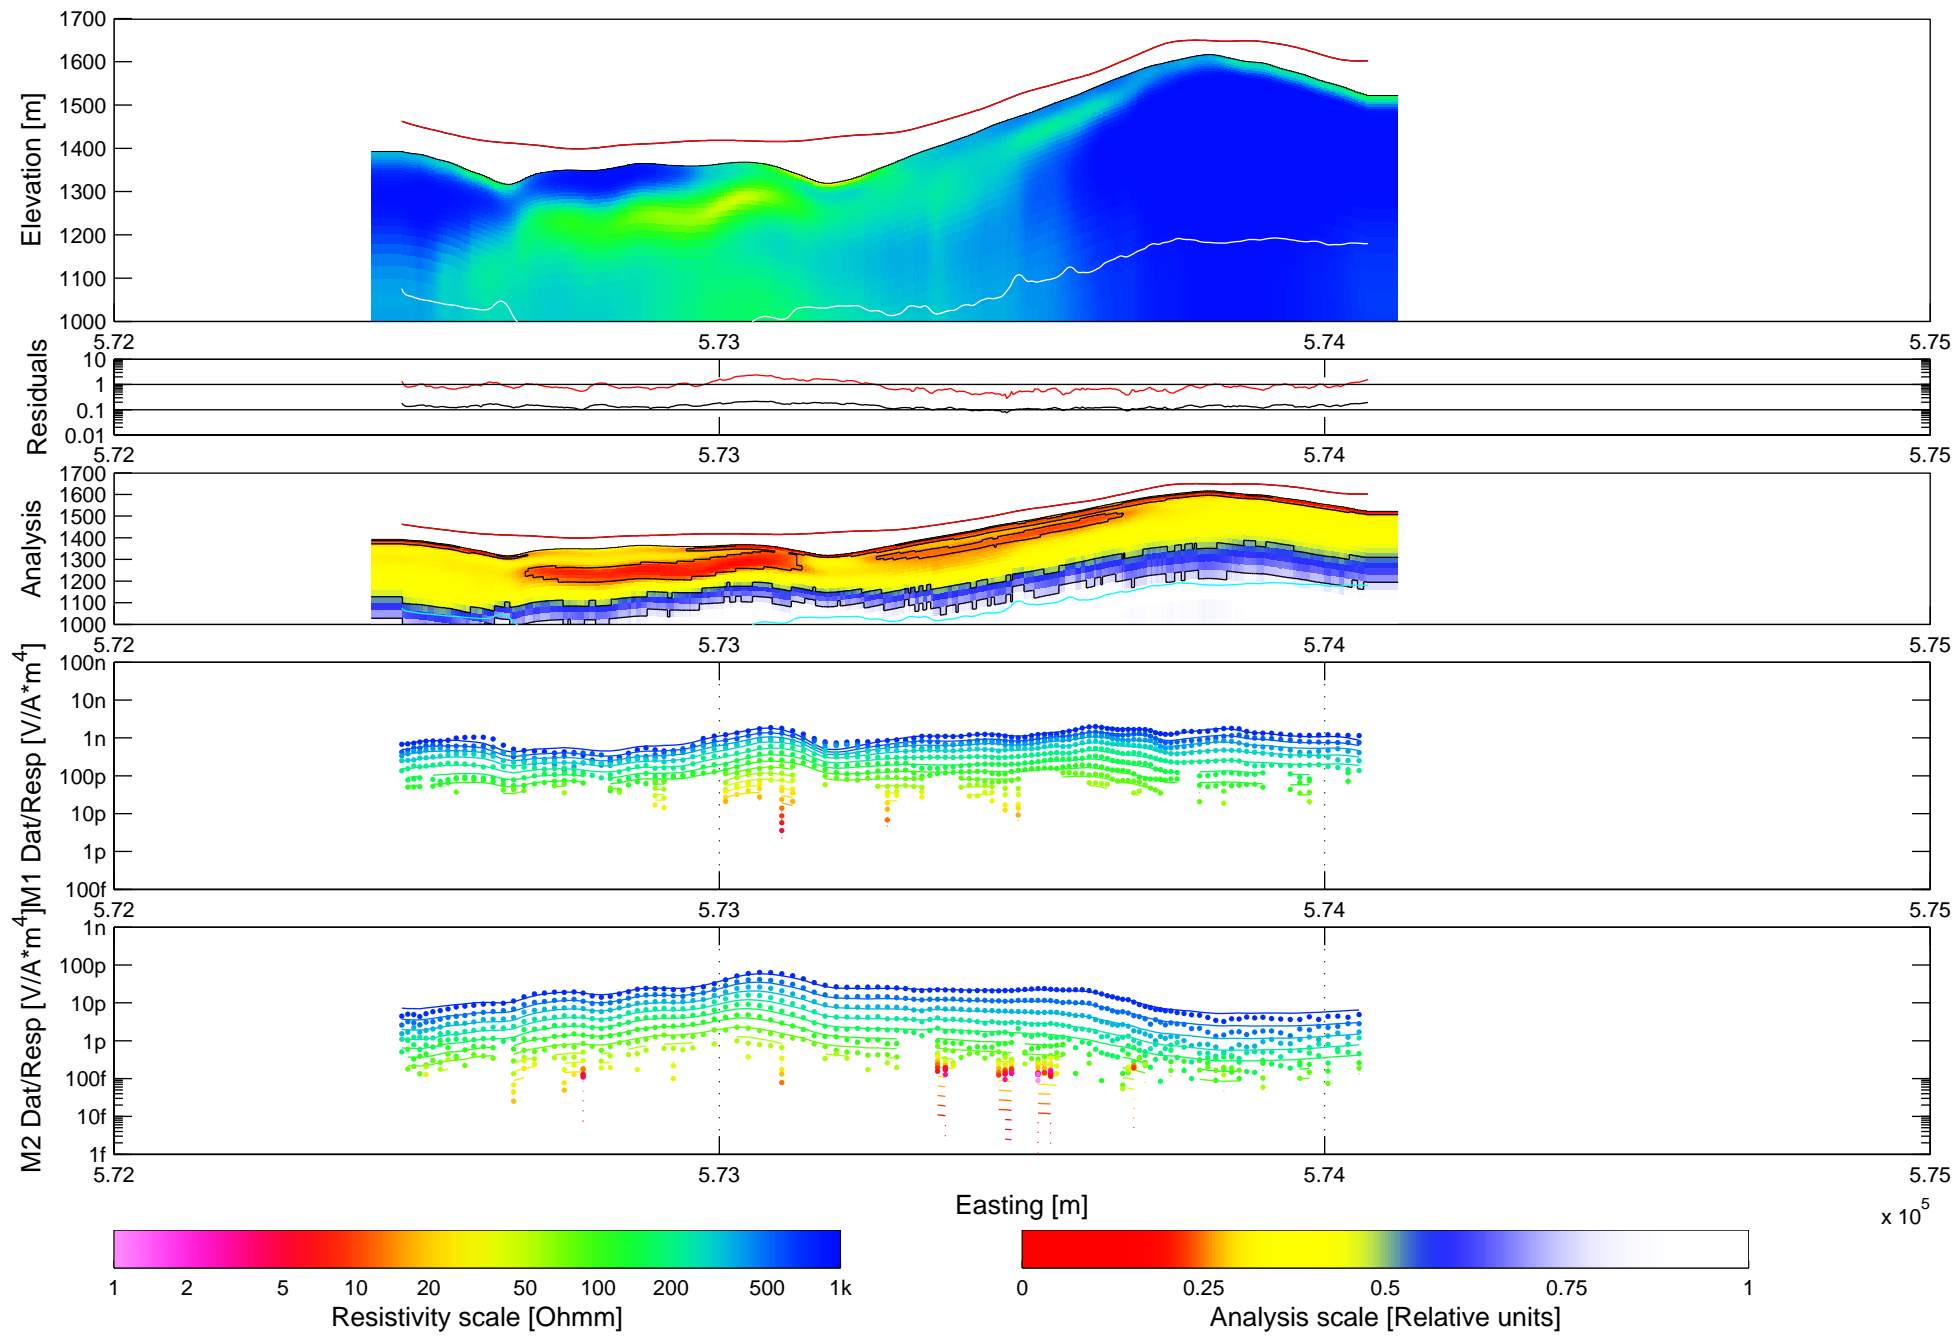 1700
1600
1500
1400
1300
1200
1100
1000
Elevation [m]
5.72 5.73 5.74 5.75
10
1
0.1
0.01
Residuals
5.72 5.73 5.74 5.75
1700
1600
1500
1400
1300
1200
1100
1000
Analysis
5.72 5.73 5.74 5.75
100n
10n
1n
100p
10p
1p
100f
M1 Dat/Resp [V/A*m^4]
5.72 5.73 5.74 5.75
1n
100p
10p
1p
100f
10f
1f
M2 Dat/Resp [V/A*m^4]
5.72 5.73 5.74 5.75
Easting [m]
x 10^5
1 2 5 10 20 50 100 200 500 1k
Resistivity scale [Ohmm]
0 0.25 0.5 0.75 1
Analysis scale [Relative units]